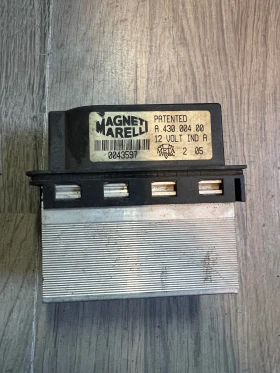 MAGNETI
MARELLI
0043597
PATENTED
A.430.004.00
12 VOLT IND A
2 05